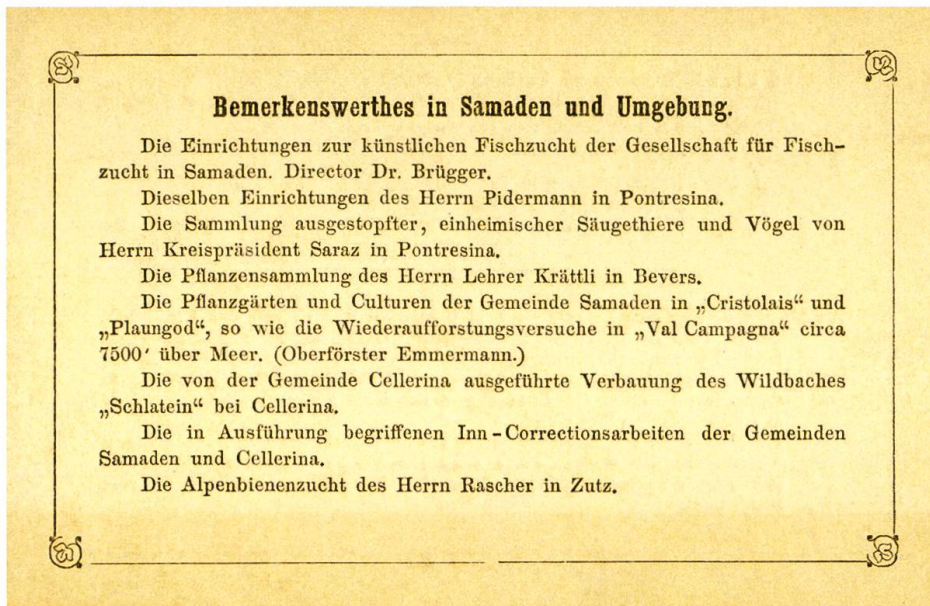 Bemerkenswerthes in Samaden und Umgebung.
Die Einrichtungen zur künstlichen Fischzucht der Gesellschaft für Fisch-
zucht in Samaden. Director Dr. Brügger.
Dieselben Einrichtungen des Herrn Pidermann in Pontresina.
Die Sammlung ausgestopfter, einheimischer Säugethiere und Vögel von
Herrn Kreispräsident Saraz in Pontresina.
Die Pflanzensammlung des Herrn Lehrer Krättli in Bevers.
Die Pflanzgärten und Culturen der Gemeinde Samaden in „Cristolais“ und
„Plaungod“, so wie die Wiederaufforstungsversuche in „Val Campagna“ circa
7500′ über Meer. (Oberförster Emmermann.)
Die von der Gemeinde Cellerina ausgeführte Verbauung des Wildbaches
„Schlatein“ bei Cellerina.
Die in Ausführung begriffenen Inn-Correctionsarbeiten der Gemeinden
Samaden und Cellerina.
Die Alpenbienenzucht des Herrn Rascher in Zutz.